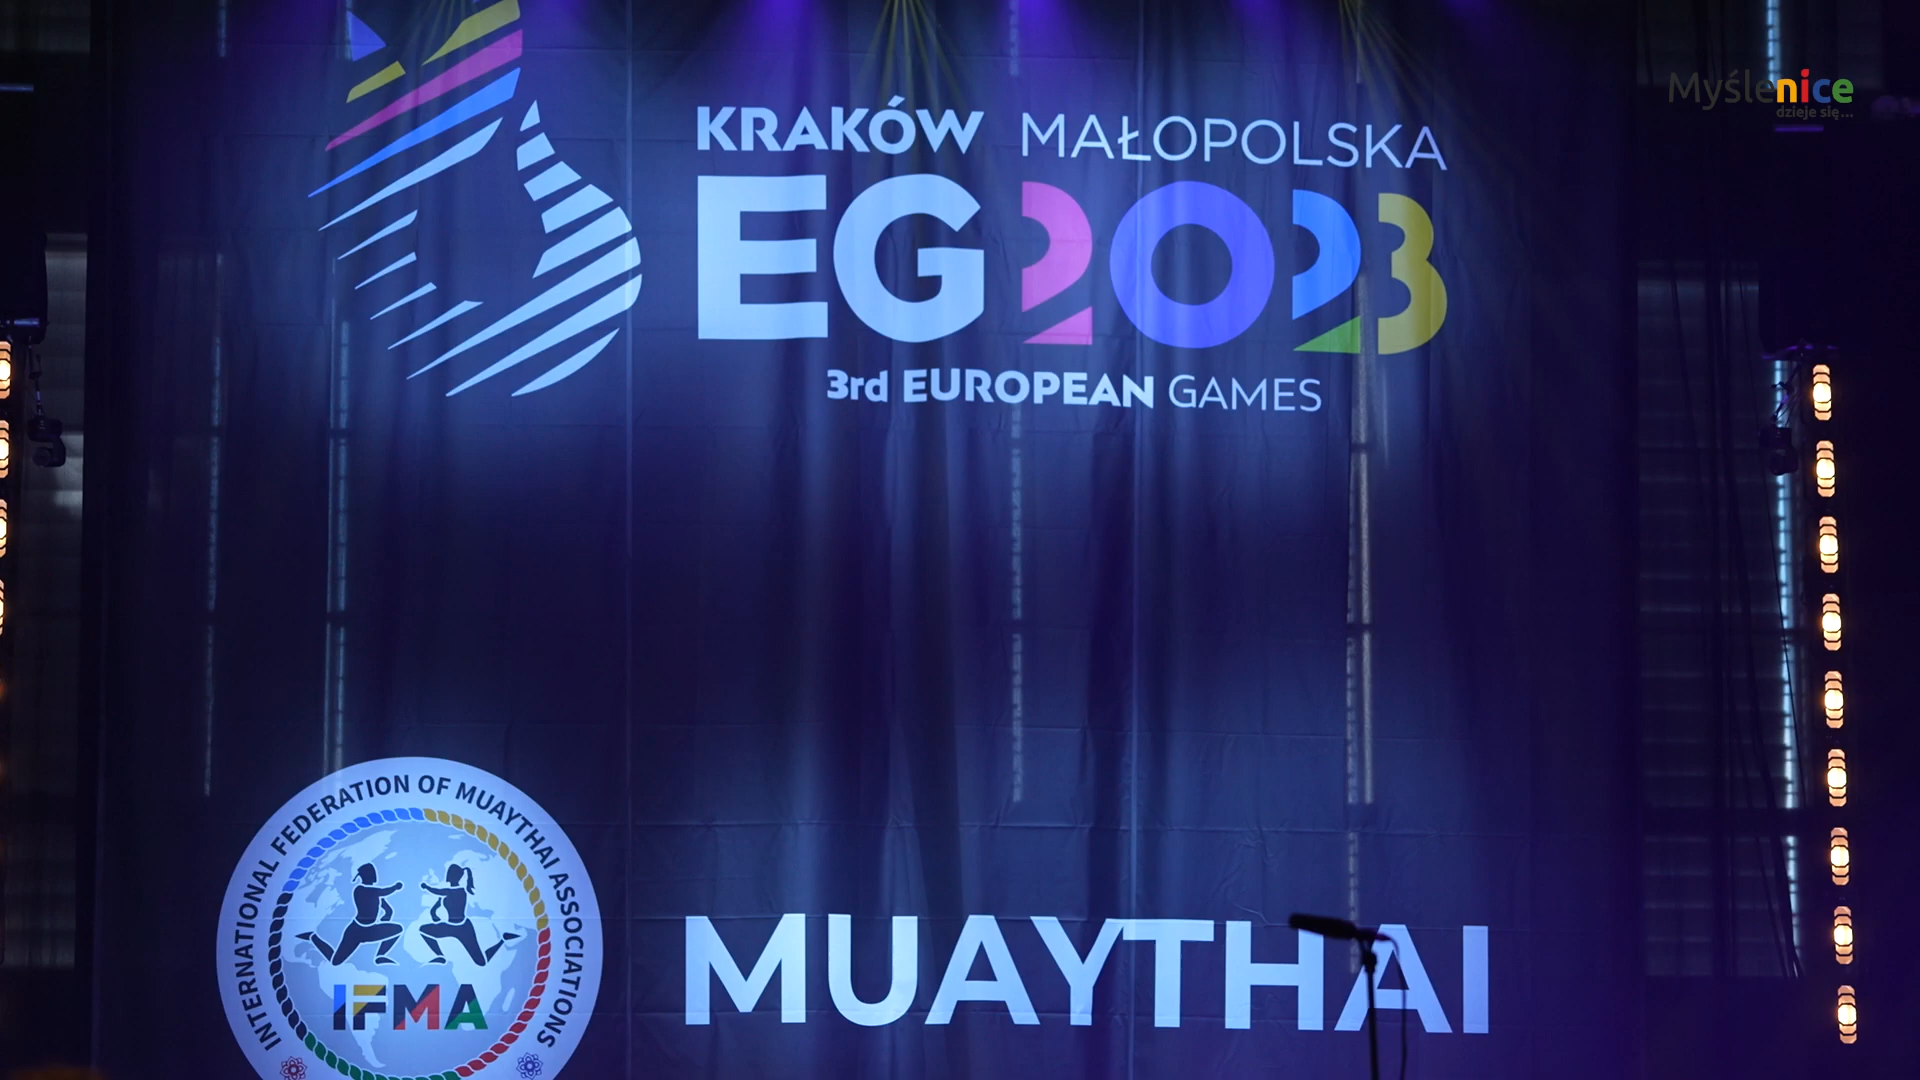 Myślenice
dzieje się...
KRAKÓW MAŁOPOLSKA
EG2023
3rd EUROPEAN GAMES
INTERNATIONAL FEDERATION OF MUAYTHAI ASSOCIATIONS
IFMA
MUAYTHAI